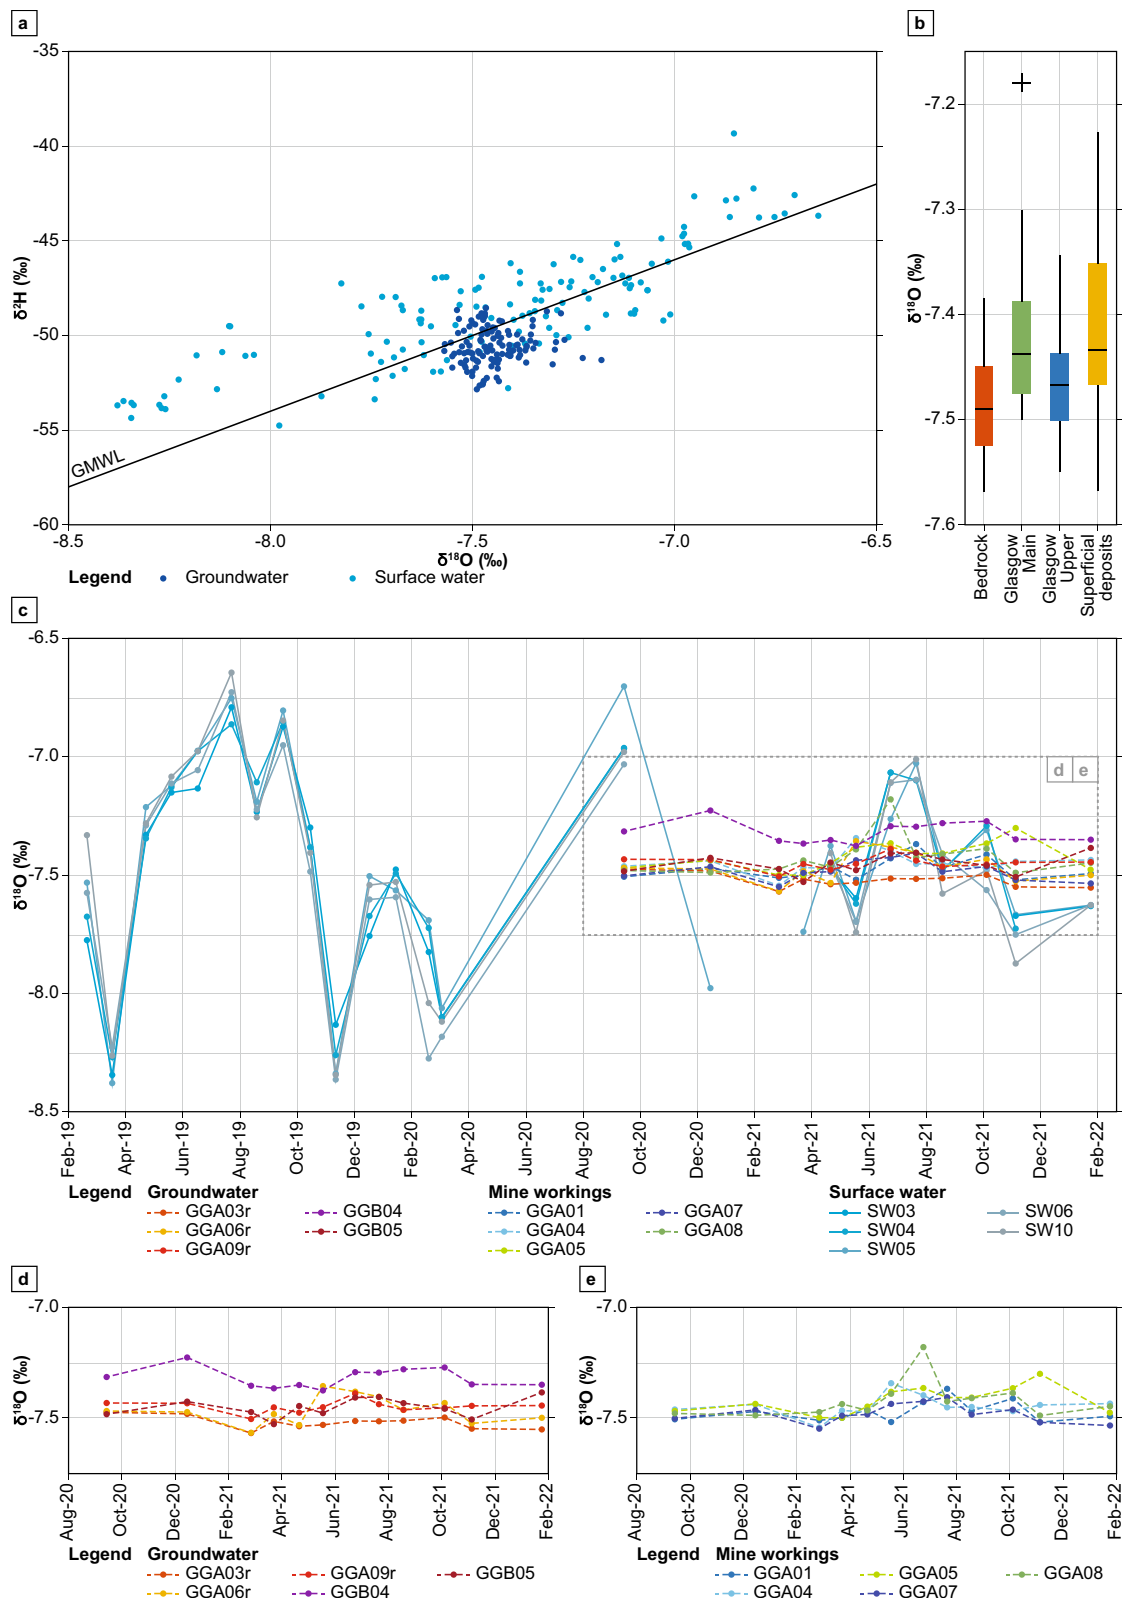 a
-35
-40
-45
-50
-55
-60
δ²H (‰)
GMWL
-8.5
-8.0
-7.5
-7.0
-6.5
δ¹⁸O (‰)
Legend
Groundwater
Surface water
b
-7.2
-7.3
-7.4
-7.5
-7.6
δ¹⁸O (‰)
Bedrock
Glasgow
Main
Glasgow
Upper
Superficial
deposits
c
-6.5
-7.0
-7.5
-8.0
-8.5
δ¹⁸O (‰)
d e
Feb-19
Apr-19
Jun-19
Aug-19
Oct-19
Dec-19
Feb-20
Apr-20
Jun-20
Aug-20
Oct-20
Dec-20
Feb-21
Apr-21
Jun-21
Aug-21
Oct-21
Dec-21
Feb-22
Legend
Groundwater
GGA03r
GGA06r
GGA09r
GGB04
GGB05
Mine workings
GGA01
GGA04
GGA05
GGA07
GGA08
Surface water
SW03
SW04
SW05
SW06
SW10
d
-7.0
-7.5
δ¹⁸O (‰)
Aug-20
Oct-20
Dec-20
Feb-21
Apr-21
Jun-21
Aug-21
Oct-21
Dec-21
Feb-22
Legend
Groundwater
GGA03r
GGA06r
GGA09r
GGB04
GGB05
e
-7.0
-7.5
δ¹⁸O (‰)
Aug-20
Oct-20
Dec-20
Feb-21
Apr-21
Jun-21
Aug-21
Oct-21
Dec-21
Feb-22
Legend
Mine workings
GGA01
GGA04
GGA05
GGA07
GGA08